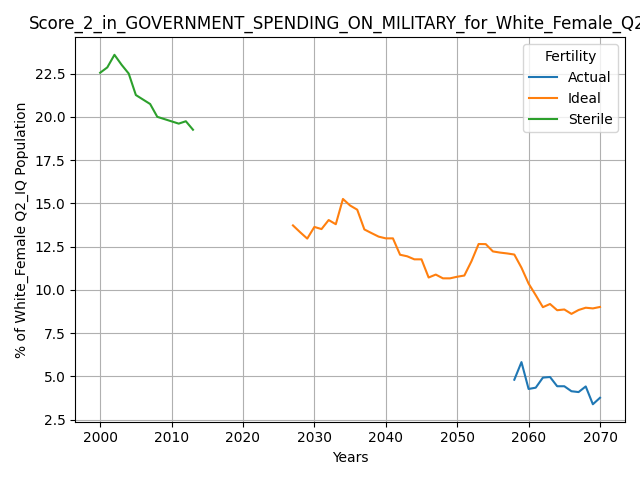 Score_2_in_GOVERNMENT_SPENDING_ON_MILITARY_for_White_Female_Q2
Fertility
Actual
Ideal
Sterile
% of White_Female Q2_IQ Population
22.5
20.0
17.5
15.0
12.5
10.0
7.5
5.0
2.5
2000 2010 2020 2030 2040 2050 2060 2070
Years